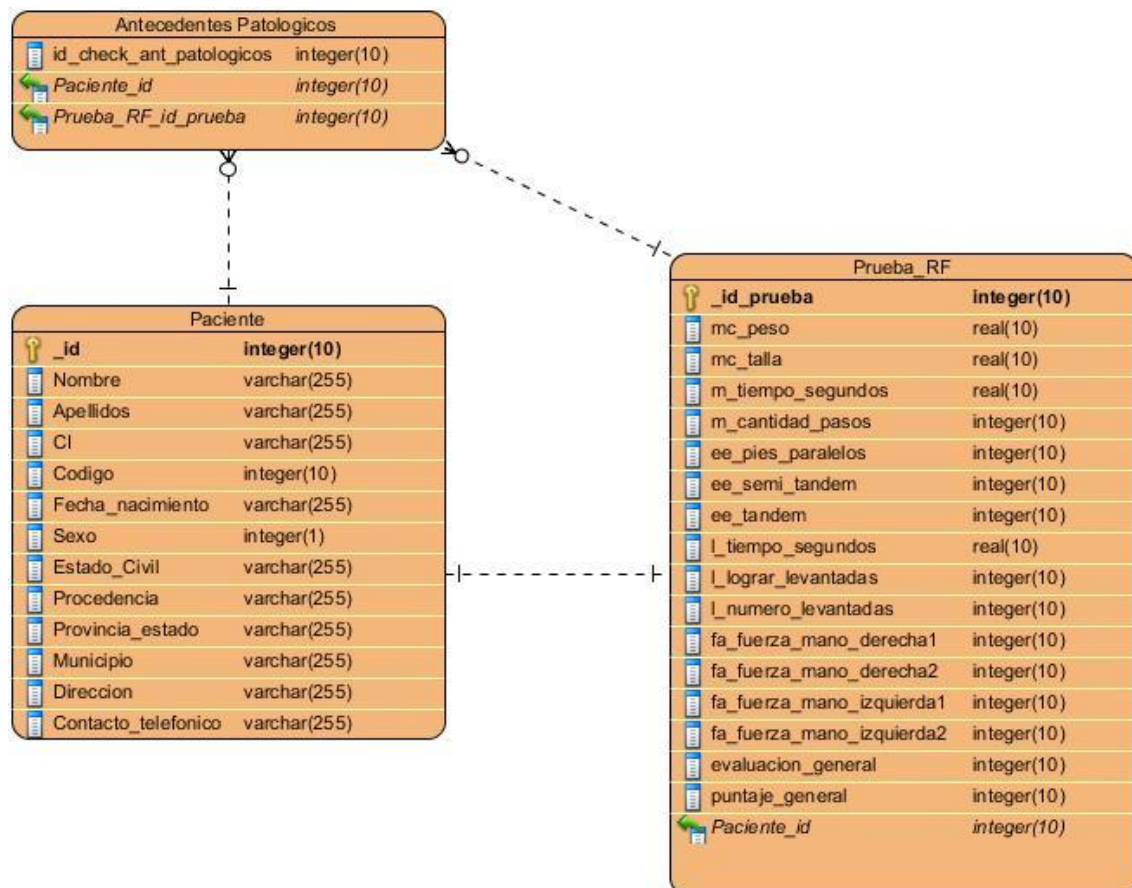 Antecedentes Patologicos
id_check_ant_patologicos integer(10)
Paciente_id integer(10)
Prueba_RF_id_prueba integer(10)
Paciente
_id integer(10)
Nombre varchar(255)
Apellidos varchar(255)
CI varchar(255)
Codigo integer(10)
Fecha_nacimiento varchar(255)
Sexo integer(1)
Estado_Civil varchar(255)
Procedencia varchar(255)
Provincia_estado varchar(255)
Municipio varchar(255)
Direccion varchar(255)
Contacto_telefonico varchar(255)
Prueba_RF
_id_prueba integer(10)
mc_peso real(10)
mc_talla real(10)
m_tiempo_segundos real(10)
m_cantidad_pasos integer(10)
ee_pies_paralelos integer(10)
ee_semi_tandem integer(10)
ee_tandem integer(10)
l_tiempo_segundos real(10)
l_lograr_levantadas integer(10)
l_numero_levantadas integer(10)
fa_fuerza_mano_derecha1 integer(10)
fa_fuerza_mano_derecha2 integer(10)
fa_fuerza_mano_izquierda1 integer(10)
fa_fuerza_mano_izquierda2 integer(10)
evaluacion_general integer(10)
puntaje_general integer(10)
Paciente_id integer(10)